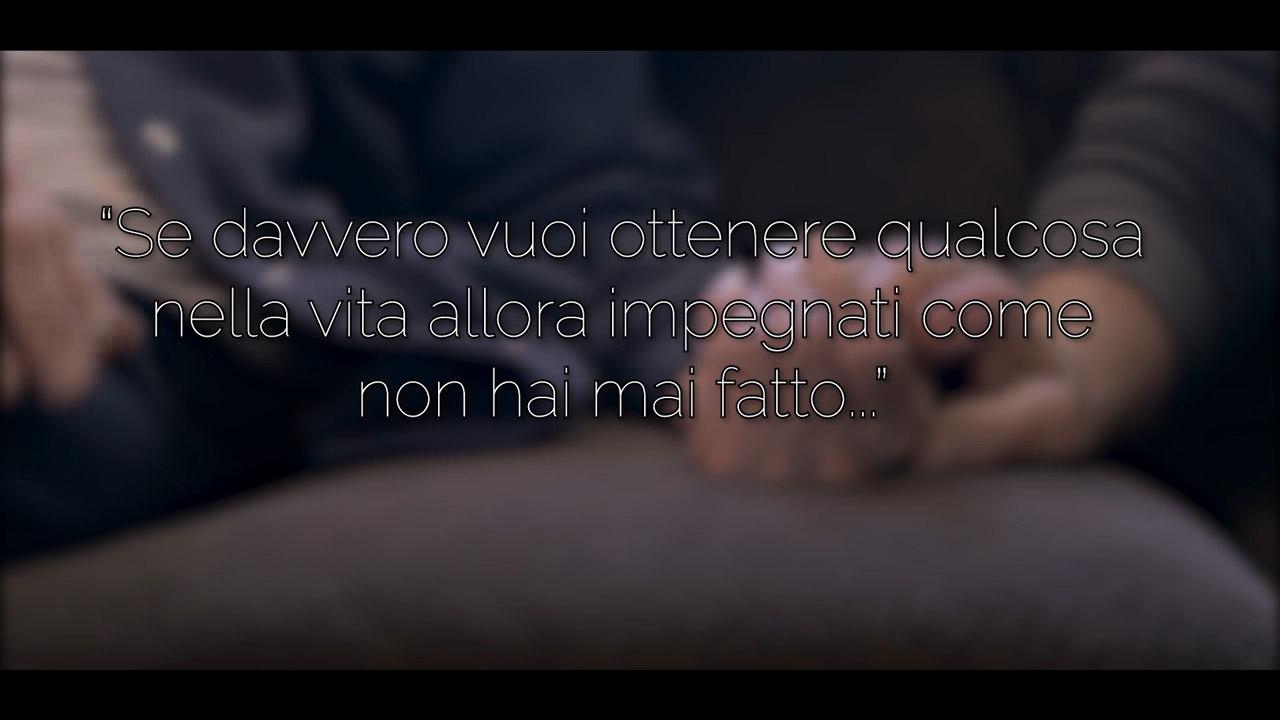 “Se davvero vuoi ottenere qualcosa
nella vita allora impegnati come
non hai mai fatto...”